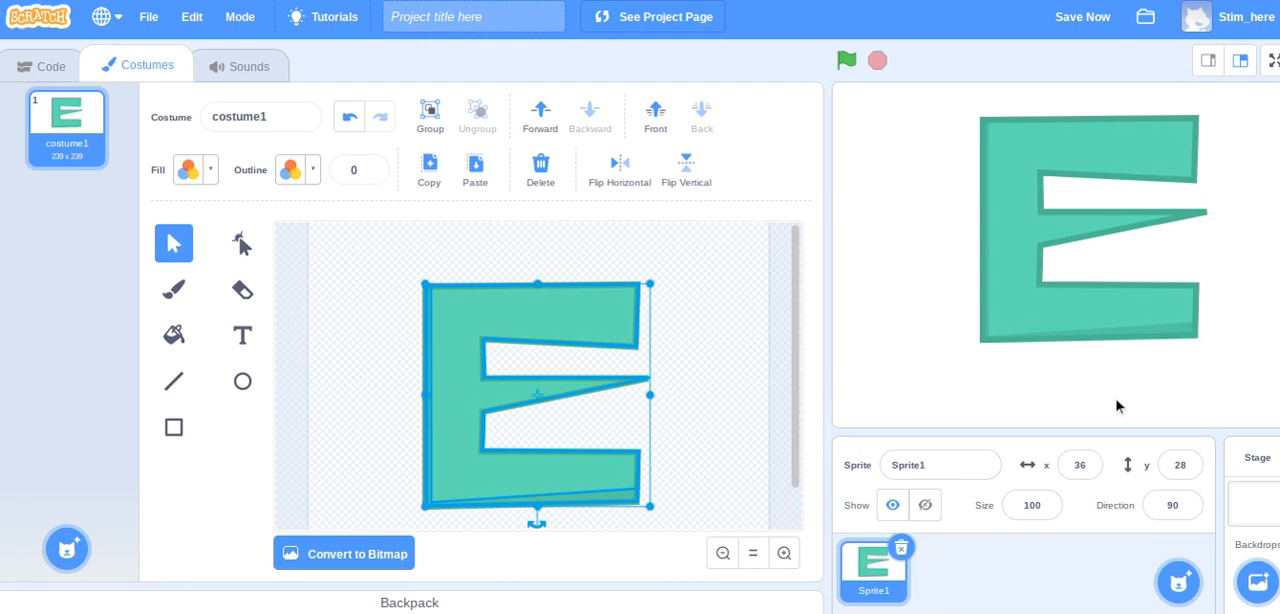 SCRATCH File Edit Mode Tutorials Project title here See Project Page Save Now Stim_here
Code Costumes Sounds
1
costume1
239 x 239
Costume costume1 Group Ungroup Forward Backward Front Back
Fill Outline 0 Copy Paste Delete Flip Horizontal Flip Vertical
T
E
E
Convert to Bitmap
Backpack
Sprite Sprite1 x 36 y 28
Show Size 100 Direction 90
Sprite1
Stage
Backdrops